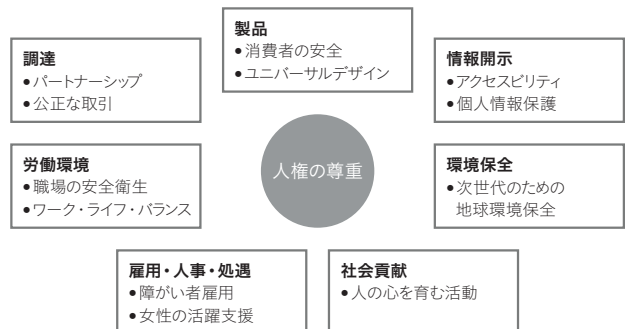 製品
•消費者の安全
•ユニバーサルデザイン
調達
•パートナーシップ
•公正な取引
情報開示
•アクセスビリティ
•個人情報保護
人権の尊重
労働環境
•職場の安全衛生
•ワーク・ライフ・バランス
環境保全
•次世代のための
地球環境保全
雇用・人事・処遇
•障がい者雇用
•女性の活躍支援
社会貢献
•人の心を育む活動